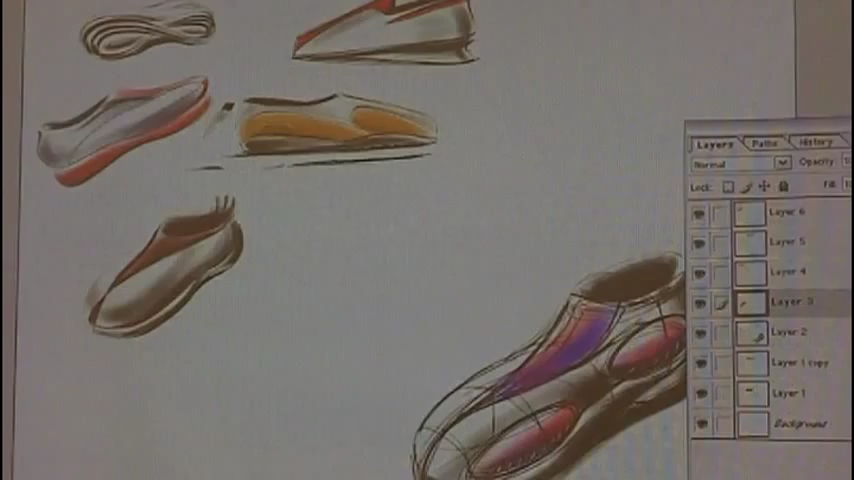 Layers Paths History
Normal Opacity:
Lock: Fill:
Layer 6
Layer 5
Layer 4
Layer 3
Layer 2
Layer 1 copy
Layer 1
Background